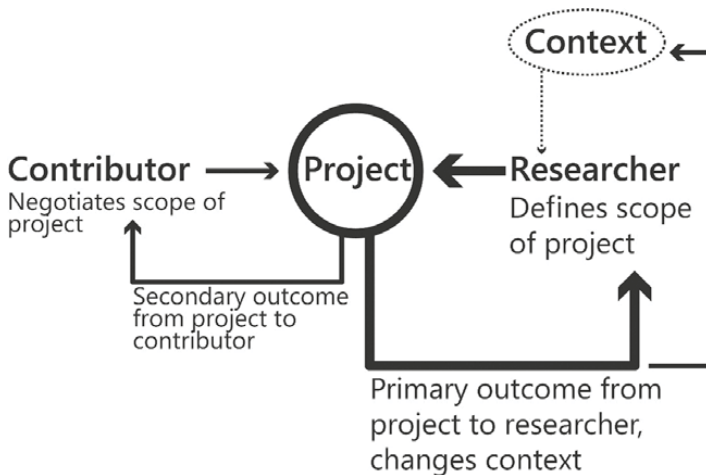 Context
Contributor
Negotiates scope of
project
Project
Researcher
Defines scope
of project
Secondary outcome
from project to
contributor
Primary outcome from
project to researcher,
changes context